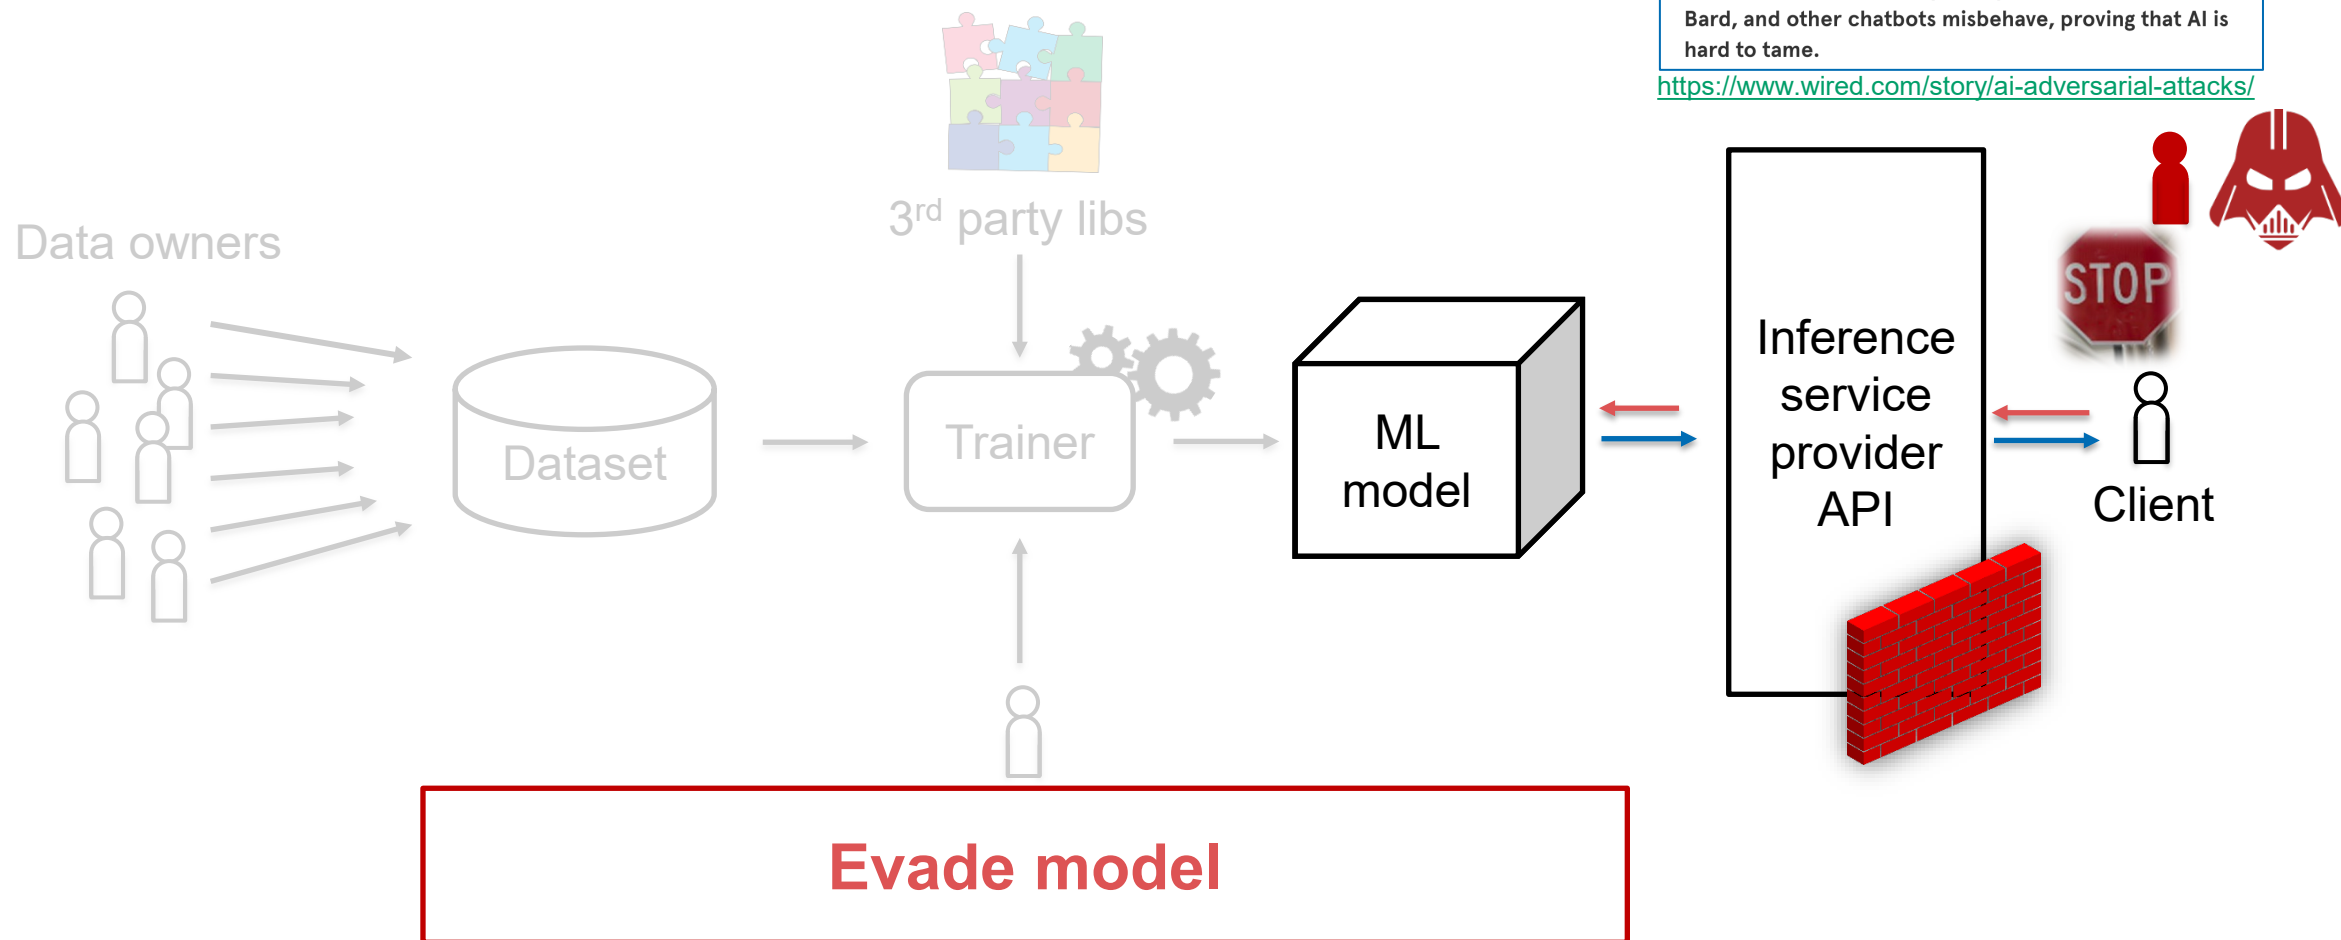 Bard, and other chatbots misbehave, proving that AI is
hard to tame.
https://www.wired.com/story/ai-adversarial-attacks/
3rd party libs
Data owners
STOP
Inference
service
provider
API
ML
model
Trainer
Dataset
Client
Evade model